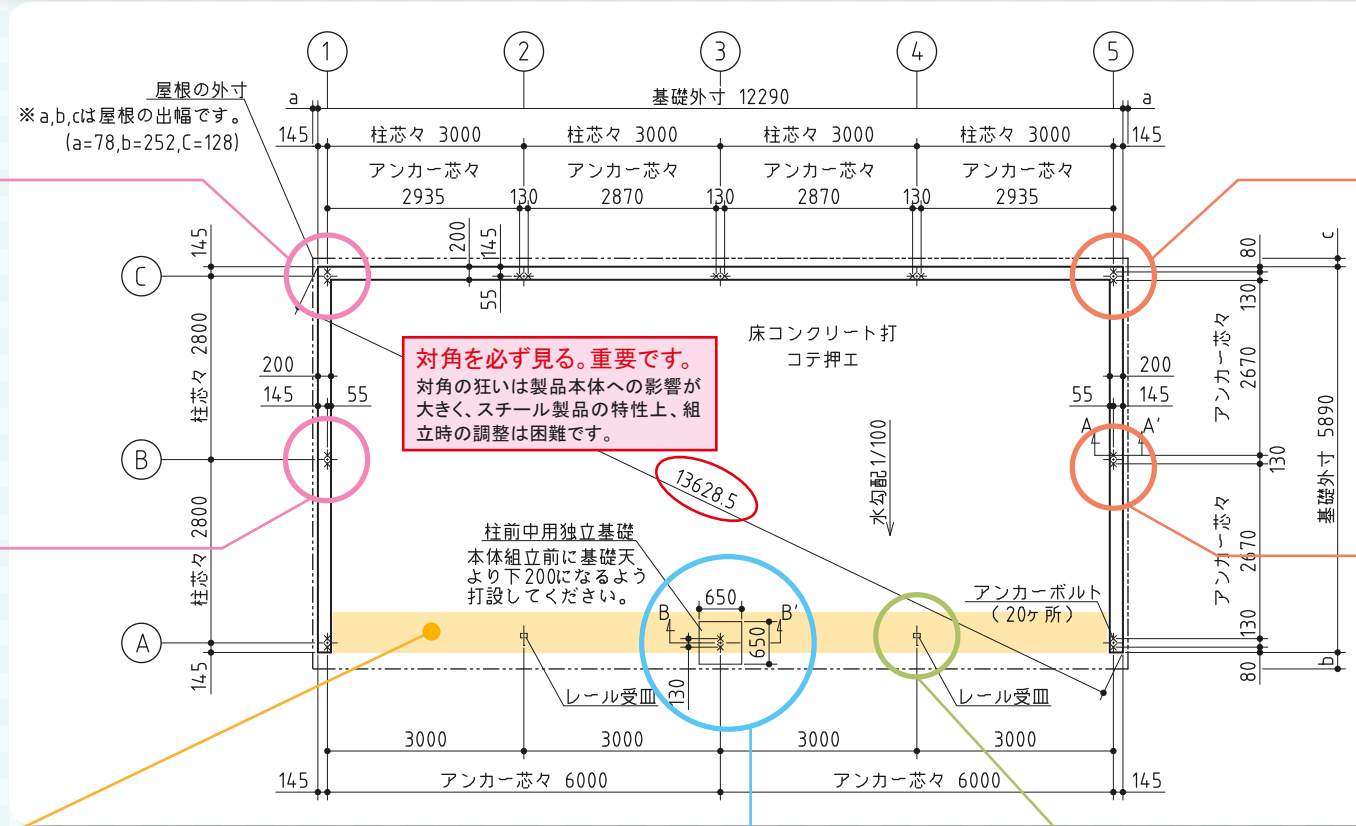 1
2
3
4
5
屋根の外寸
※a,b,cは屋根の出幅です。
(a=78,b=252,C=128)
a
基礎外寸 12290
a
145
柱芯々 3000
柱芯々 3000
柱芯々 3000
柱芯々 3000
145
アンカー芯々
アンカー芯々
アンカー芯々
アンカー芯々
2935
130
2870
130
2870
130
2935
C
145
200
145
55
80
c
130
柱芯々 2800
アンカー芯々 2670
200
145
55
対角を必ず見る。重要です。
対角の狂いは製品本体への影響が
大きく、スチール製品の特性上、組
立時の調整は困難です。
床コンクリート打
コテ押エ
200
55
145
A
A'
B
130
基礎外寸 5890
13628.5
水勾配 1/100
柱芯々 2800
アンカー芯々 2670
柱前中用独立基礎
本体組立前に基礎天
より下200になるよう
打設してください。
650
B
B'
650
130
アンカーボルト
(20ヶ所)
A
145
130
80
b
レール受皿
レール受皿
3000
3000
3000
3000
145
アンカー芯々 6000
アンカー芯々 6000
145